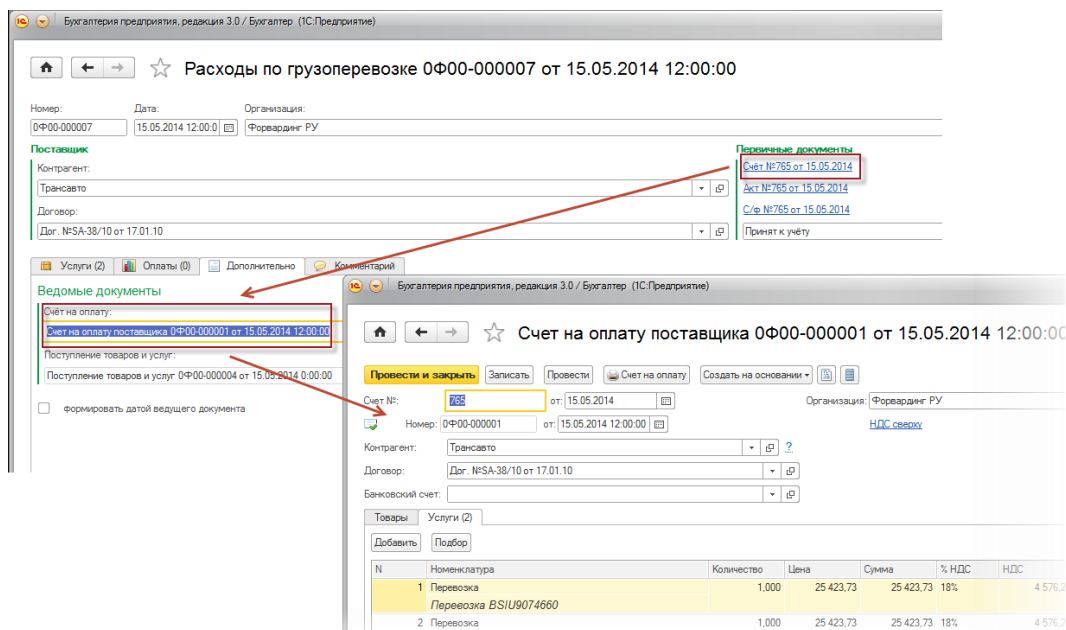 Бухгалтерия предприятия, редакция 3.0 / Бухгалтер (1С:Предприятие)
Расходы по грузоперевозке 0Ф00-000007 от 15.05.2014 12:00:00
Номер: Дата: Организация:
0Ф00-000007 15.05.2014 12:00:0 Форвардинг РУ
Поставщик Первичные документы
Контрагент: Счёт №765 от 15.05.2014
Трансавто Акт №765 от 15.05.2014
Договор: С/ф №765 от 15.05.2014
Дог. №SA-38/10 от 17.01.10 Принят к учёту
Услуги (2) Оплаты (0) Дополнительно Комментарий
Ведомые документы
Счёт на оплату:
Счет на оплату поставщика 0Ф00-000001 от 15.05.2014 12:00:00
Поступление товаров и услуг:
Поступление товаров и услуг 0Ф00-000004 от 15.05.2014 0:00:00
формировать датой ведущего документа
Бухгалтерия предприятия, редакция 3.0 / Бухгалтер (1С:Предприятие)
Счет на оплату поставщика 0Ф00-000001 от 15.05.2014 12:00:00
Провести и закрыть Записать Провести Счет на оплату Создать на основании
Счет №: 765 от: 15.05.2014 Организация: Форвардинг РУ
Номер: 0Ф00-000001 от: 15.05.2014 12:00:00 НДС сверху
Контрагент: Трансавто ?
Договор: Дог. №SA-38/10 от 17.01.10
Банковский счет:
Товары Услуги (2)
Добавить Подбор
N Номенклатура Количество Цена Сумма % НДС НДС
1 Перевозка 1,000 25 423,73 25 423,73 18% 4 576,2
Перевозка BSIU9074660
2 Перевозка 1,000 25 423,73 25 423,73 18% 4 576,2